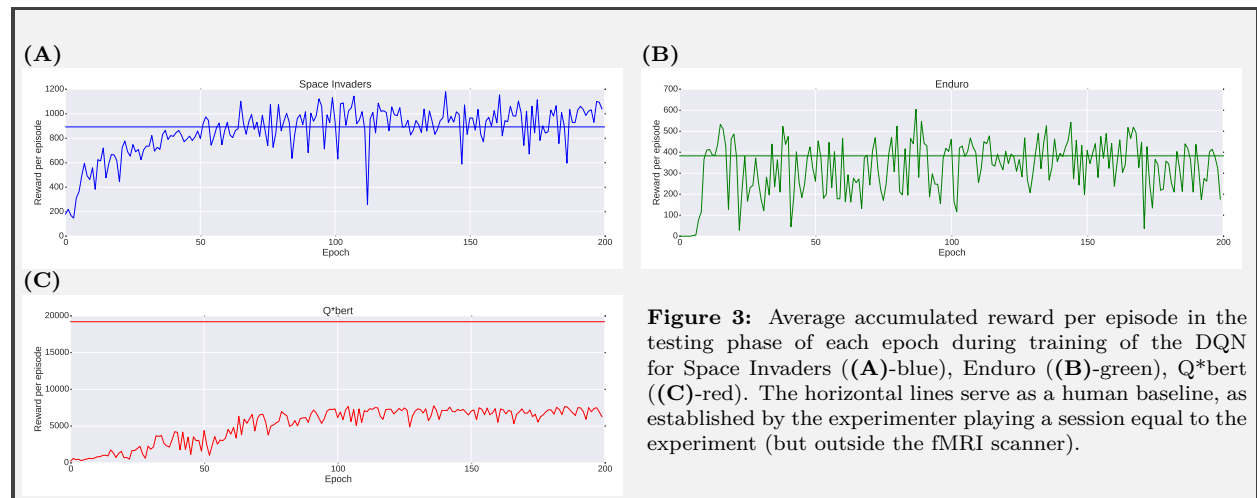 (A)
Space Invaders
1200
1000
800
600
400
200
0
Reward per episode
0 50 100 150 200
Epoch
(B)
Enduro
700
600
500
400
300
200
100
0
Reward per episode
0 50 100 150 200
Epoch
(C)
Q*bert
20000
15000
10000
5000
0
Reward per episode
0 50 100 150 200
Epoch
Figure 3: Average accumulated reward per episode in the
testing phase of each epoch during training of the DQN
for Space Invaders ((A)-blue), Enduro ((B)-green), Q*bert
((C)-red). The horizontal lines serve as a human baseline, as
established by the experimenter playing a session equal to the
experiment (but outside the fMRI scanner).